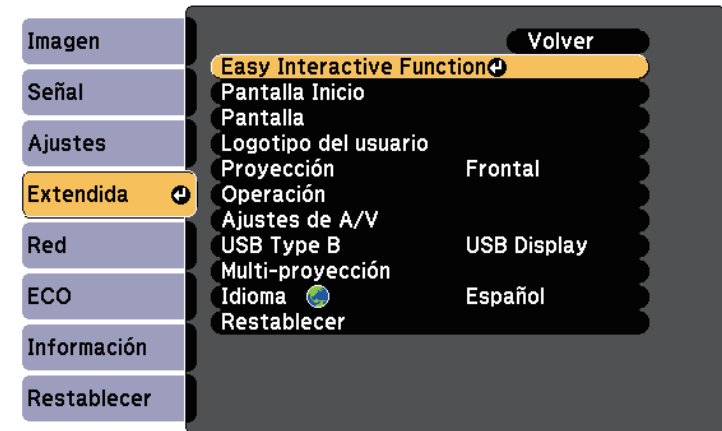 Imagen
Señal
Ajustes
Extendida
Red
ECO
Información
Restablecer
Volver
Easy Interactive Function
Pantalla Inicio
Pantalla
Logotipo del usuario
Proyección Frontal
Operación
Ajustes de A/V
USB Type B USB Display
Multi-proyección
Idioma Español
Restablecer